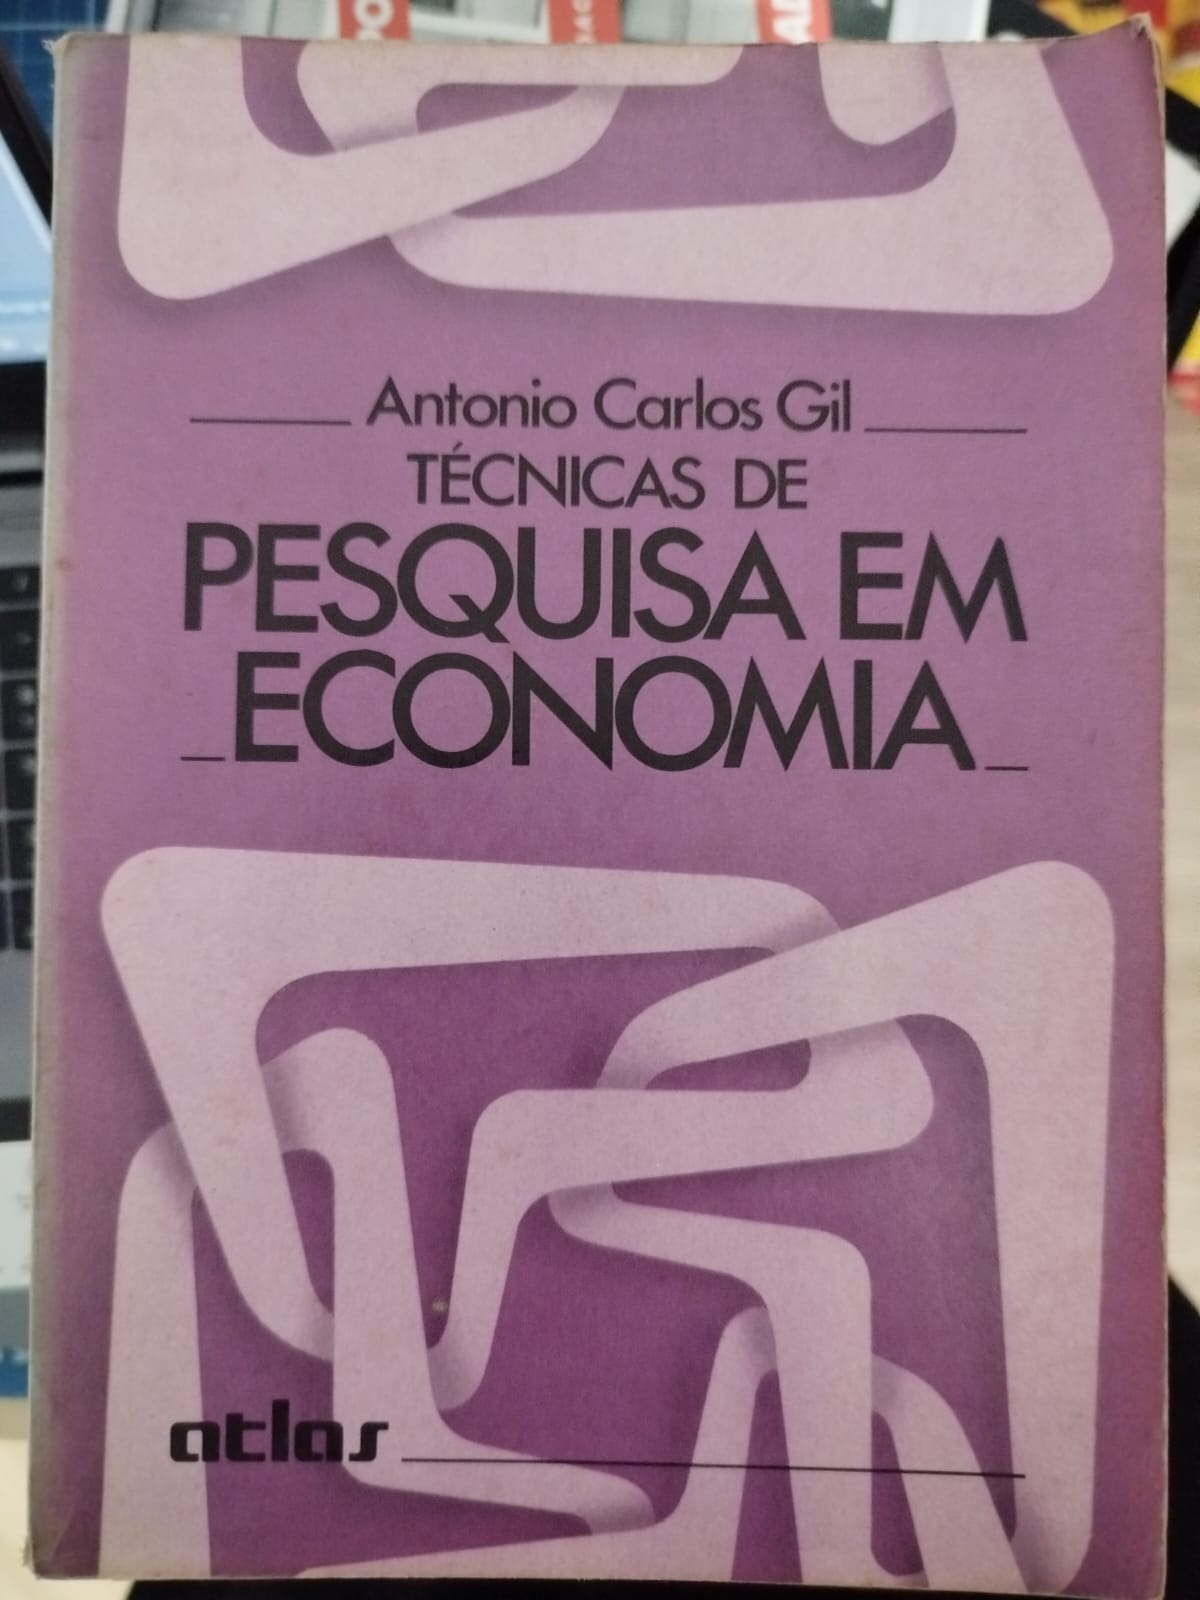 Antonio Carlos Gil
TÉCNICAS DE
PESQUISA EM
ECONOMIA
atlas